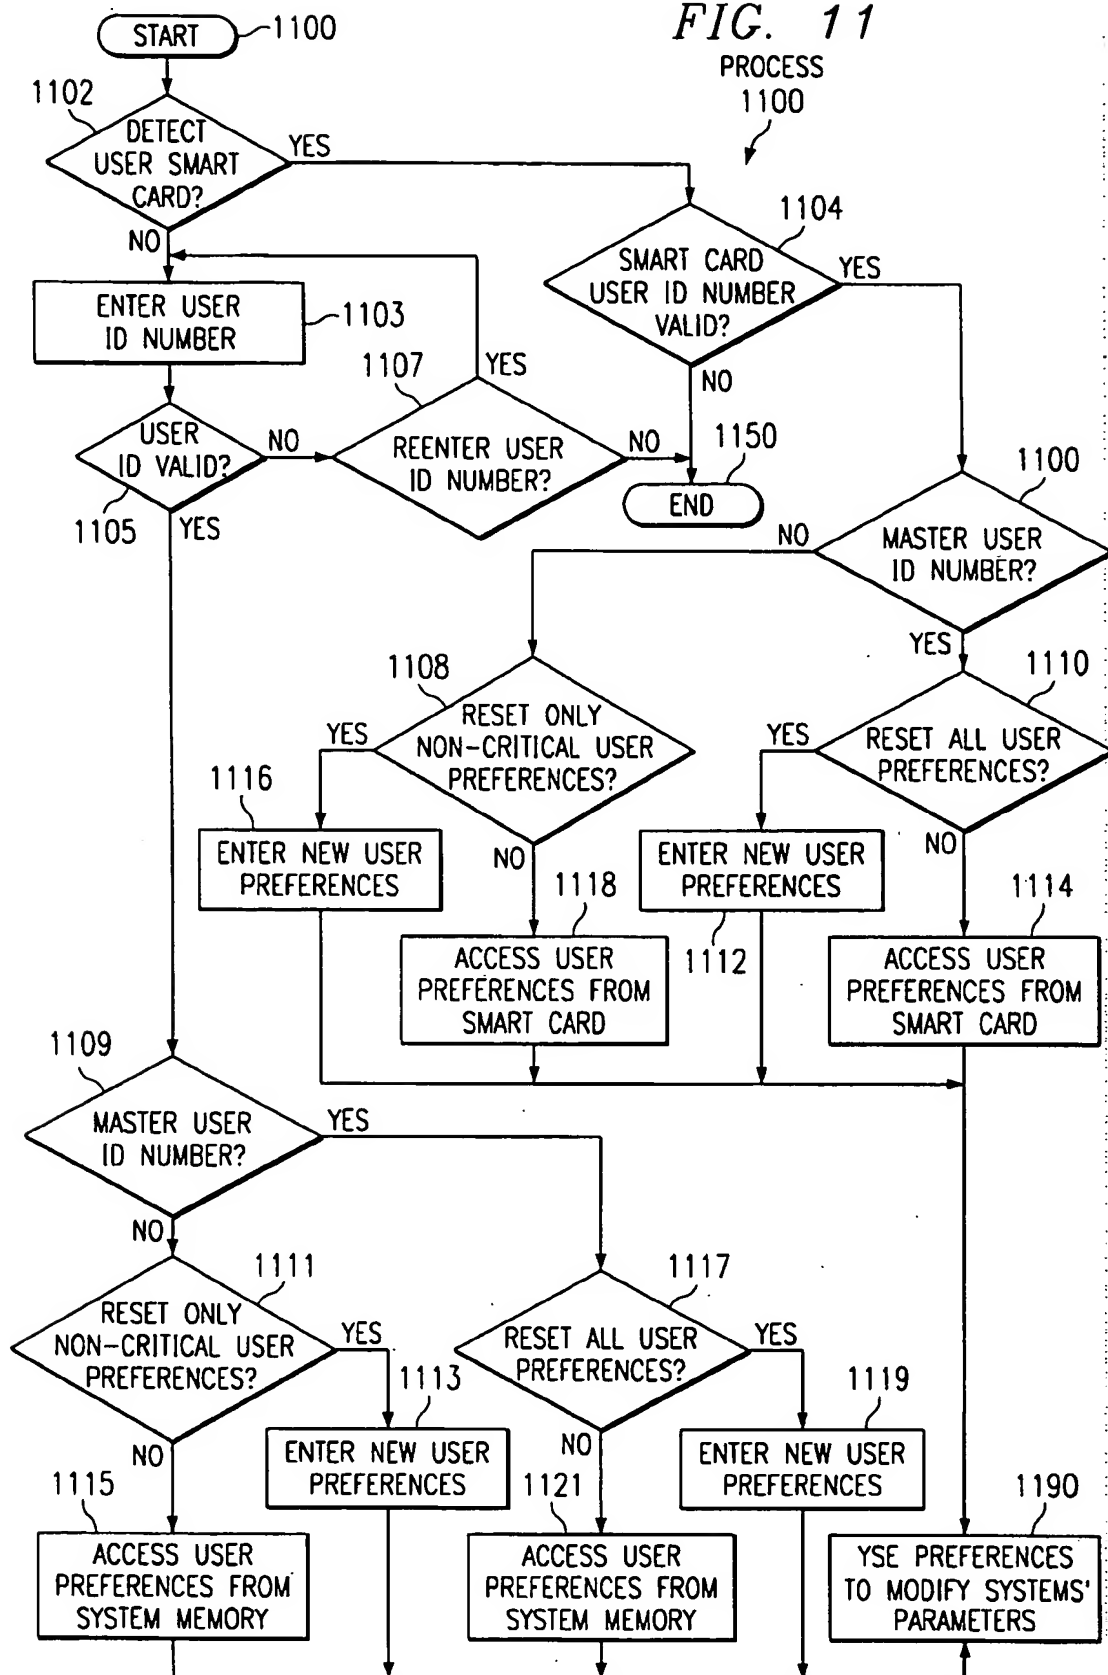 FIG. 11
PROCESS
1100
START
1100
1102
DETECT
USER SMART
CARD?
YES
NO
1104
SMART CARD
USER ID NUMBER
VALID?
YES
NO
ENTER USER
ID NUMBER
1103
1107
YES
REENTER USER
ID NUMBER?
NO
USER
ID VALID?
NO
1105
YES
1150
END
1100
MASTER USER
ID NUMBER?
NO
YES
1108
RESET ONLY
NON-CRITICAL USER
PREFERENCES?
YES
NO
1110
RESET ALL USER
PREFERENCES?
YES
NO
1116
ENTER NEW USER
PREFERENCES
1118
ACCESS USER
PREFERENCES FROM
SMART CARD
ENTER NEW USER
PREFERENCES
1112
1114
ACCESS USER
PREFERENCES FROM
SMART CARD
1109
MASTER USER
ID NUMBER?
YES
NO
1111
RESET ONLY
NON-CRITICAL USER
PREFERENCES?
YES
NO
1117
RESET ALL USER
PREFERENCES?
YES
NO
1113
ENTER NEW USER
PREFERENCES
1119
ENTER NEW USER
PREFERENCES
1115
ACCESS USER
PREFERENCES FROM
SYSTEM MEMORY
1121
ACCESS USER
PREFERENCES FROM
SYSTEM MEMORY
1190
YSE PREFERENCES
TO MODIFY SYSTEMS'
PARAMETERS